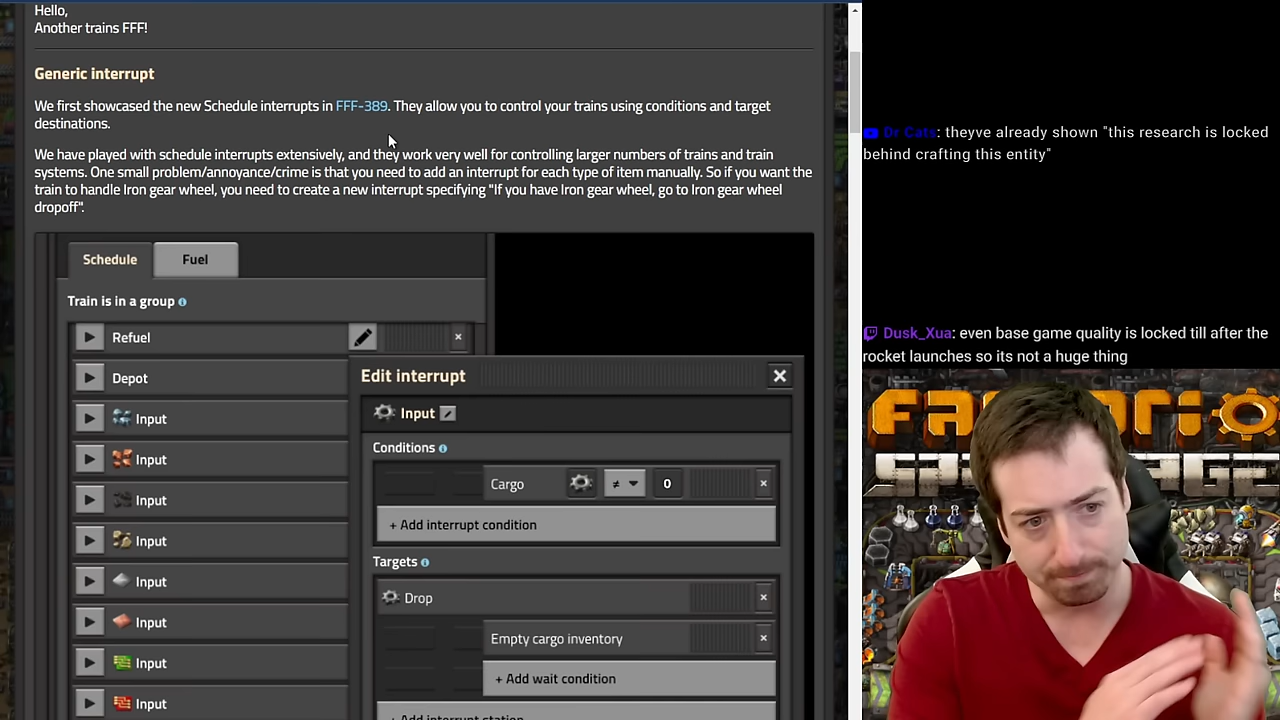 Hello,
Another trains FFF!
Generic interrupt
We first showcased the new Schedule interrupts in FFF-389. They allow you to control your trains using conditions and target
destinations.
We have played with schedule interrupts extensively, and they work very well for controlling larger numbers of trains and train
systems. One small problem/annoyance/crime is that you need to add an interrupt for each type of item manually. So if you want the
train to handle Iron gear wheel, you need to create a new interrupt specifying "If you have Iron gear wheel, go to Iron gear wheel
dropoff".
Schedule
Fuel
Train is in a group
Refuel
Depot
Input
Input
Input
Input
Input
Input
Input
Input
Edit interrupt
Input
Conditions
Cargo ≠ 0
+ Add interrupt condition
Targets
Drop
Empty cargo inventory
+ Add wait condition
+ Add interrupt station
Dr Cats: theyve already shown "this research is locked
behind crafting this entity"
Dusk_Xua: even base game quality is locked till after the
rocket launches so its not a huge thing